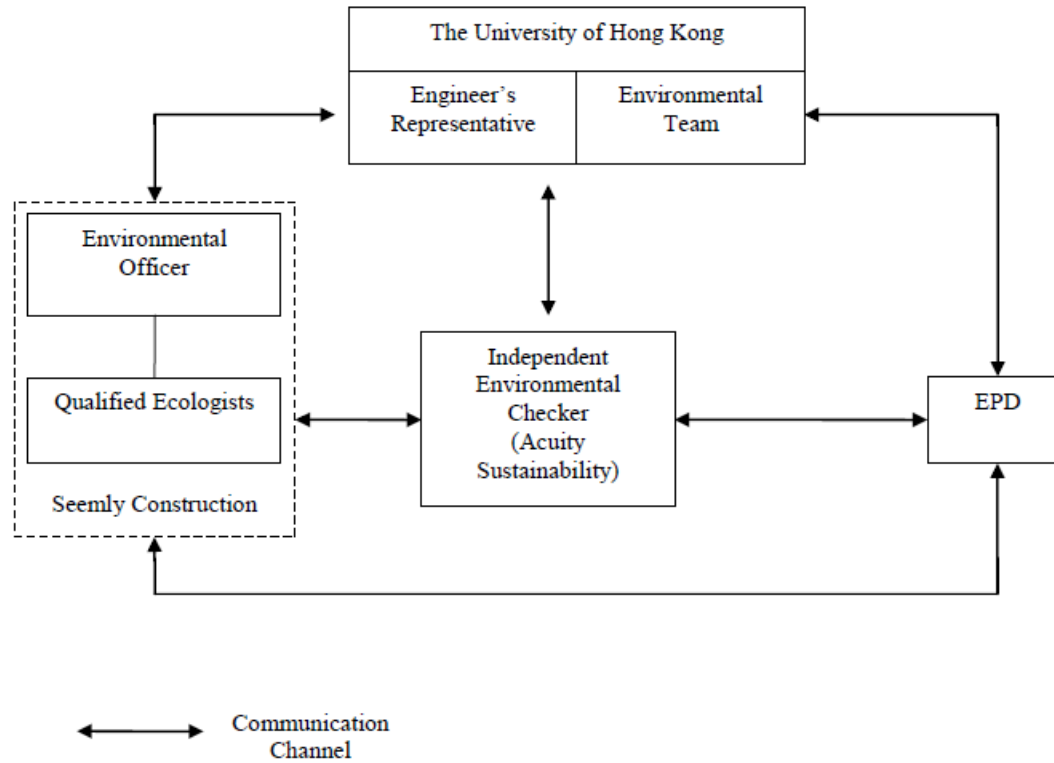 The University of Hong Kong
Engineer’s
Representative
Environmental
Team
Environmental
Officer
Qualified Ecologists
Seemly Construction
Independent
Environmental
Checker
(Acuity
Sustainability)
EPD
Communication
Channel